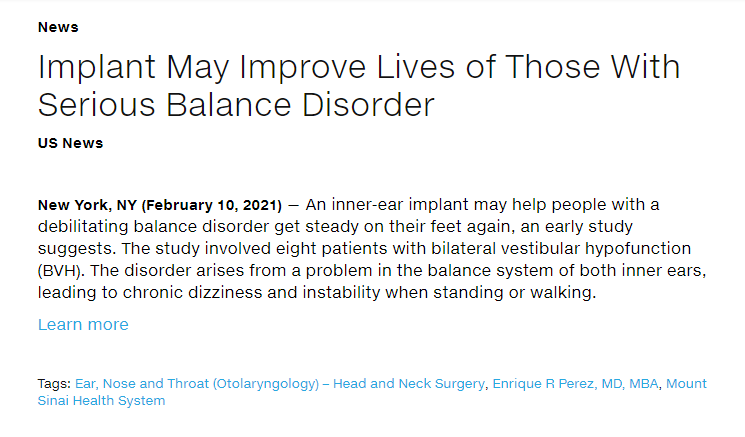 News
Implant May Improve Lives of Those With
Serious Balance Disorder
US News
New York, NY (February 10, 2021) — An inner-ear implant may help people with a
debilitating balance disorder get steady on their feet again, an early study
suggests. The study involved eight patients with bilateral vestibular hypofunction
(BVH). The disorder arises from a problem in the balance system of both inner ears,
leading to chronic dizziness and instability when standing or walking.
Learn more
Tags: Ear, Nose and Throat (Otolaryngology) – Head and Neck Surgery, Enrique R Perez, MD, MBA, Mount
Sinai Health System